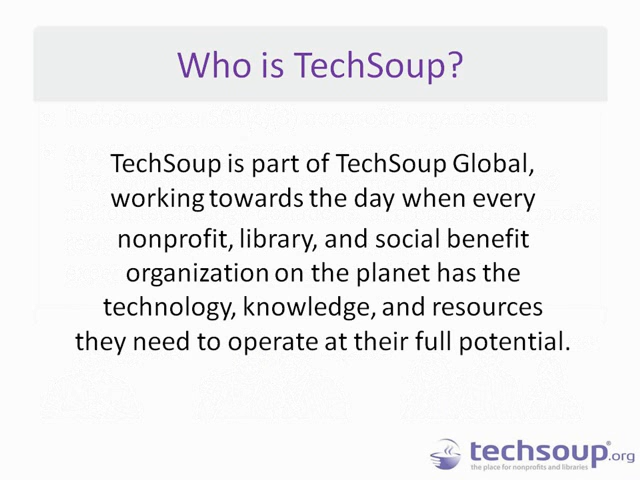 Who is TechSoup?
TechSoup is part of TechSoup Global,
working towards the day when every
nonprofit, library, and social benefit
organization on the planet has the
technology, knowledge, and resources
they need to operate at their full potential.
techsoup®.org
the place for nonprofits and libraries